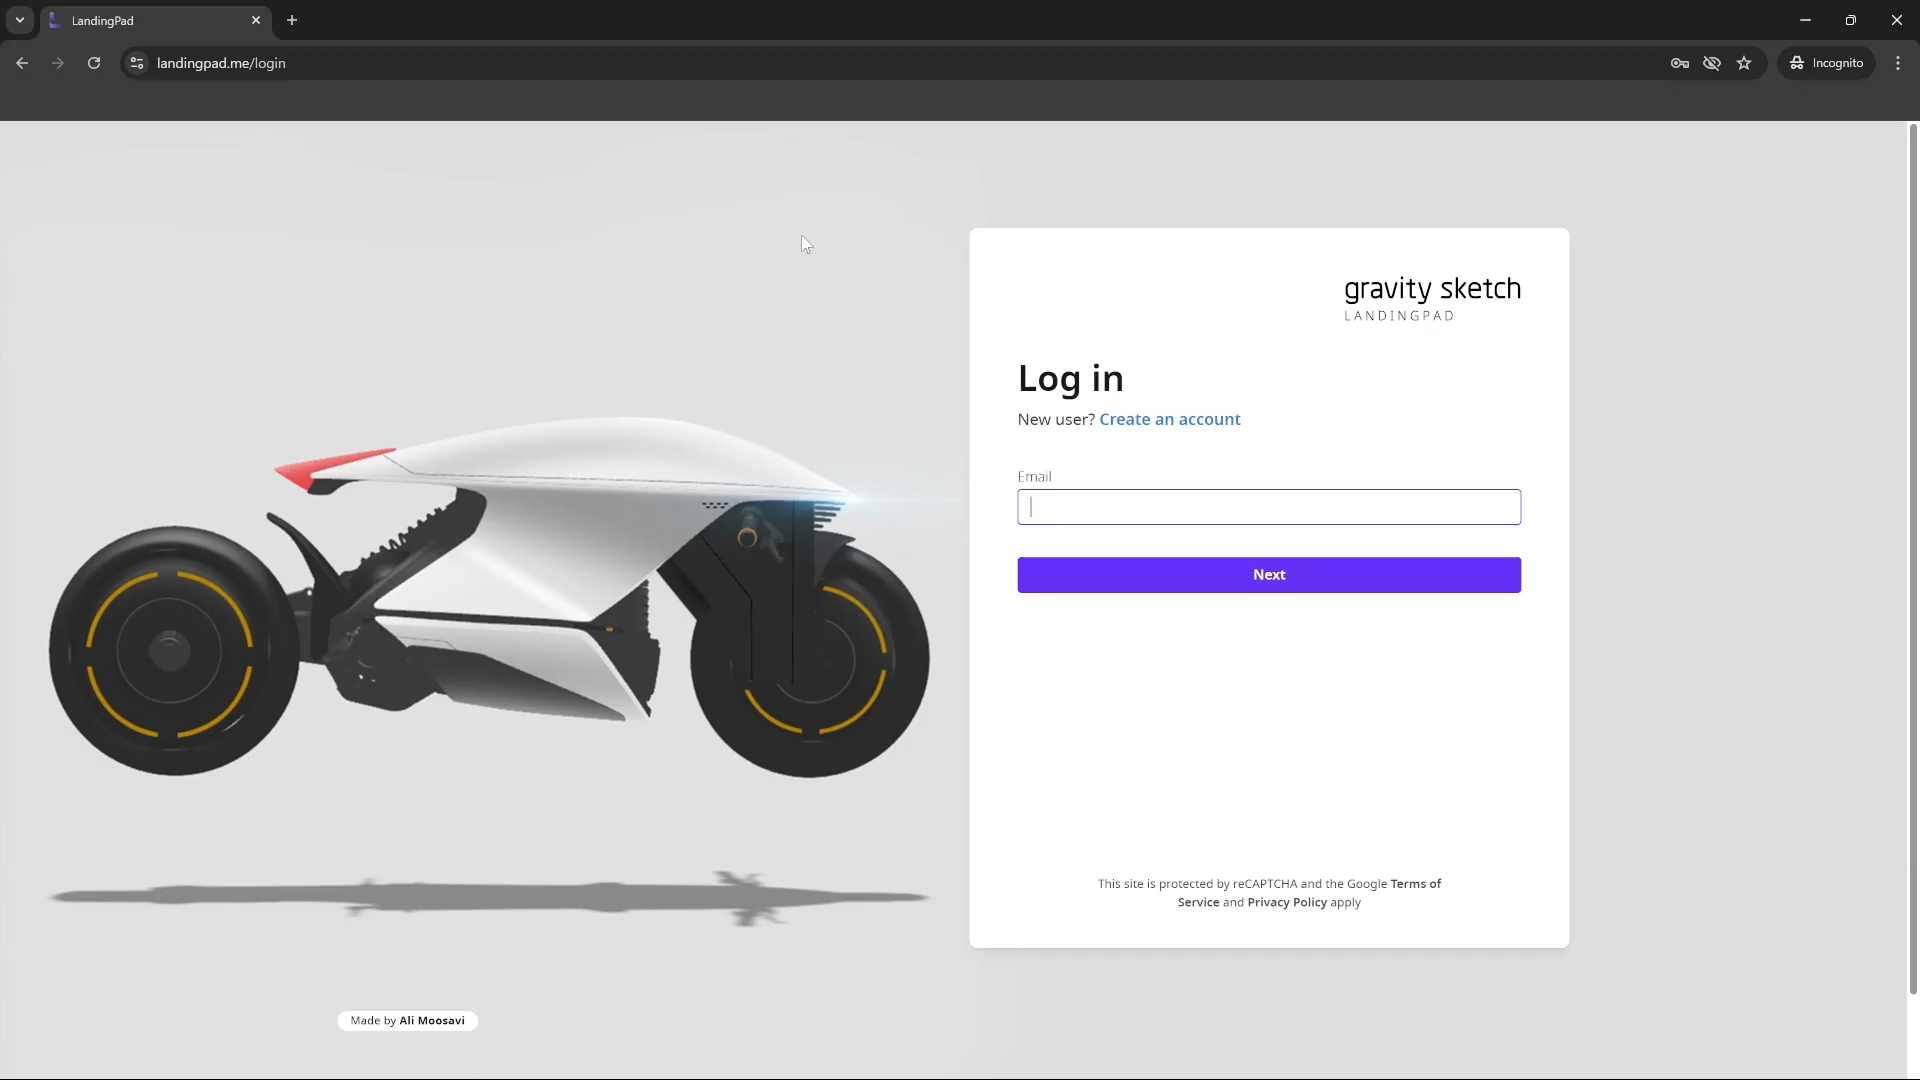 LandingPad
landingpad.me/login
Incognito
gravity sketch
LANDINGPAD
Log in
New user? Create an account
Email
Next
This site is protected by reCAPTCHA and the Google Terms of
Service and Privacy Policy apply
Made by Ali Moosavi